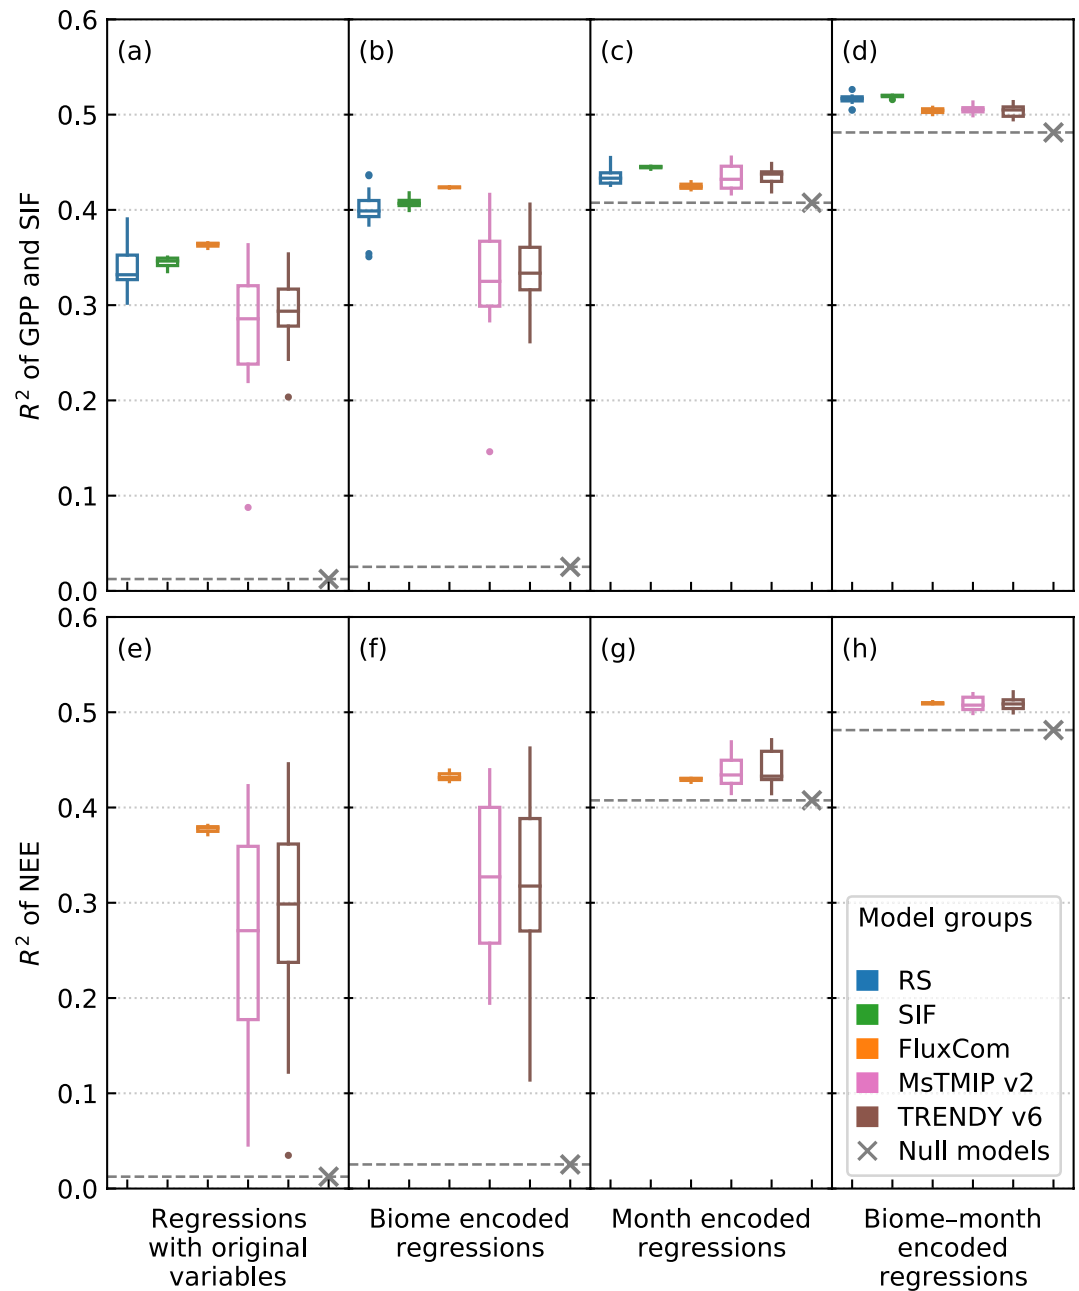 0.6
(a)
(b)
(c)
(d)
0.5
0.4
0.3
0.2
0.1
0.0
R² of GPP and SIF
0.6
(e)
(f)
(g)
(h)
0.5
0.4
0.3
0.2
0.1
0.0
R² of NEE
Model groups
RS
SIF
FluxCom
MsTMIP v2
TRENDY v6
Null models
Regressions
with original
variables
Biome encoded
regressions
Month encoded
regressions
Biome–month
encoded
regressions